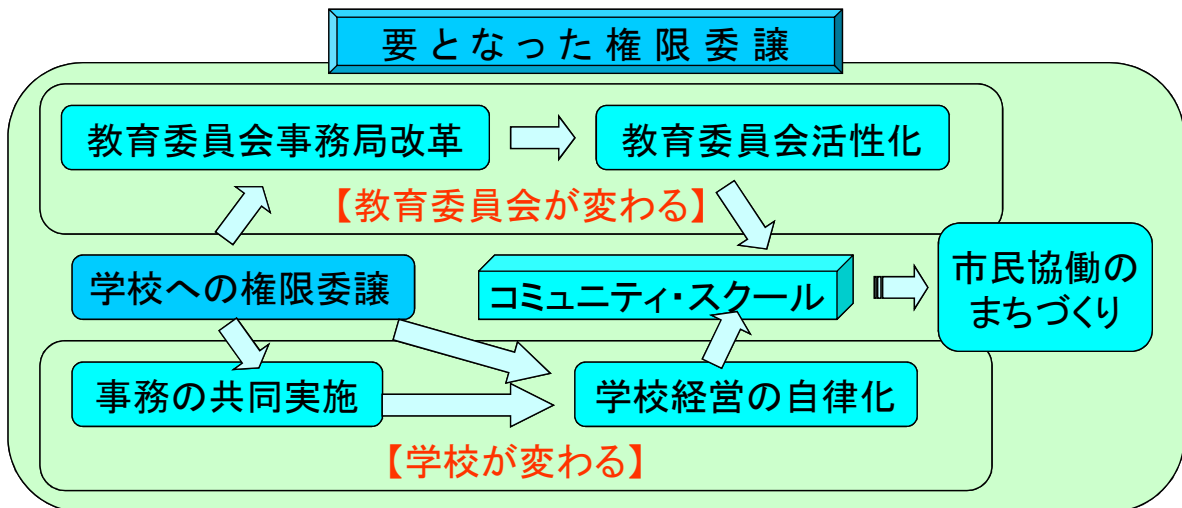 要となった権限委譲
教育委員会事務局改革
教育委員会活性化
【教育委員会が変わる】
学校への権限委譲
コミュニティ・スクール
市民協働の
まちづくり
事務の共同実施
学校経営の自律化
【学校が変わる】